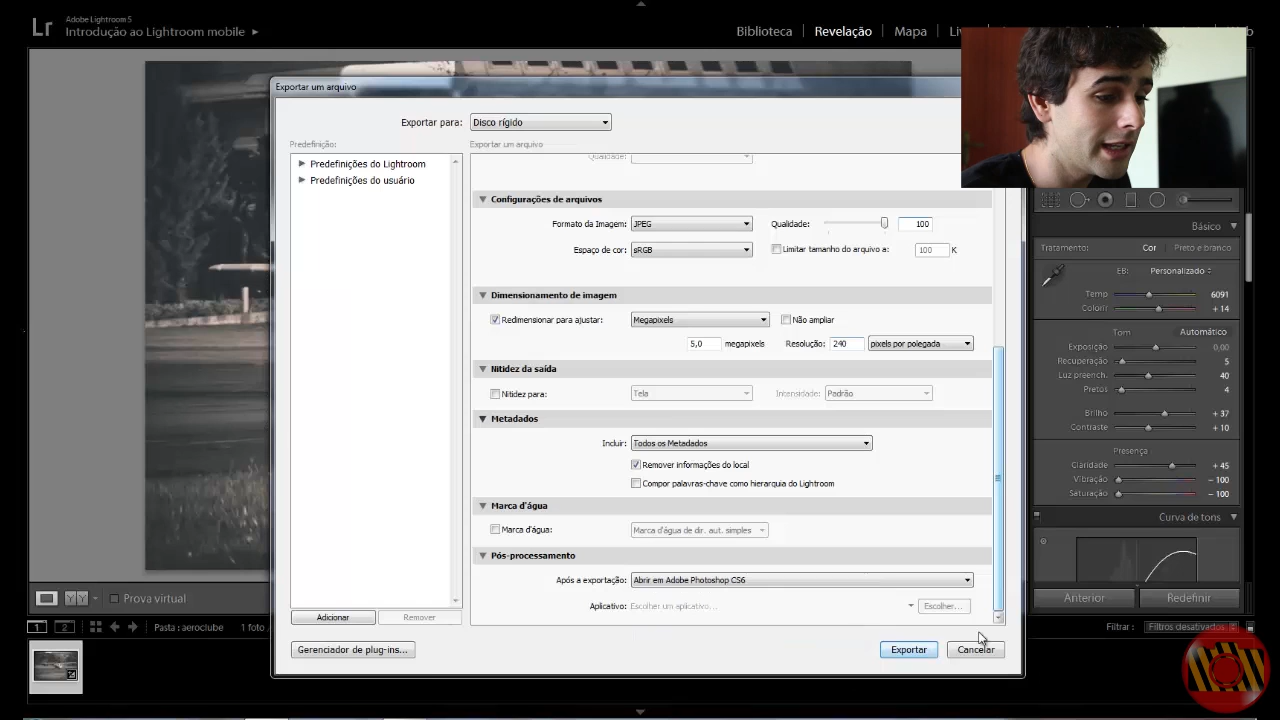 Lr
Adobe Lightroom 5
Introdução ao Lightroom mobile
Biblioteca | Revelação | Mapa |
Exportar um arquivo
Exportar para: Disco rígido
Predefinição: Exportar um arquivo
Predefinições do Lightroom
Predefinições do usuário
Qualidade:
Configurações de arquivos
Formato da Imagem: JPEG Qualidade: 100
Espaço de cor: sRGB Limitar tamanho do arquivo a: 100 K
Dimensionamento de imagem
Redimensionar para ajustar: Megapixels Não ampliar
5,0 megapixels Resolução: 240 pixels por polegada
Nitidez da saída
Nitidez para: Tela Intensidade: Padrão
Metadados
Incluir: Todos os Metadados
Remover informações do local
Compor palavras-chave como hierarquia do Lightroom
Marca d'água
Marca d'água: Marca d'água de dir. aut. simples
Pós-processamento
Após a exportação: Abrir em Adobe Photoshop CS6
Aplicativo: Escolher um aplicativo... Escolher...
Adicionar Remover
Gerenciador de plug-ins... Exportar Cancelar
Básico
Tratamento: Cor Preto e branco
EB: Personalizado
Temp 6091
Colorir + 14
Tom Automático
Exposição 0,00
Recuperação 5
Luz preench. 40
Pretos 4
Brilho + 37
Contraste + 10
Presença
Claridade + 45
Vibração - 100
Saturação - 100
Curva de tons
Anterior Redefinir
YY Prova virtual
1 2 Pasta : aeroclube 1 foto / Filtrar : Filtros desativados